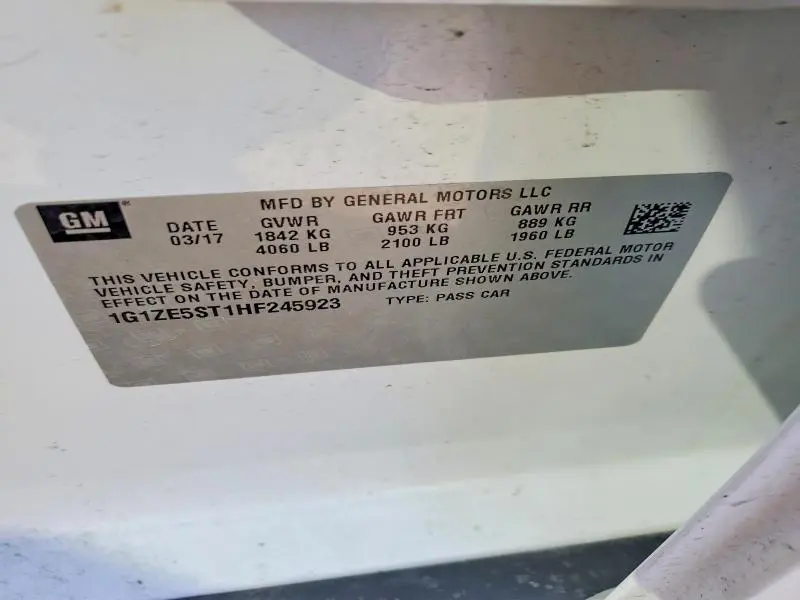 GM®
MFD BY GENERAL MOTORS LLC
DATE GVWR GAWR FRT GAWR RR
03/17 1842 KG 953 KG 889 KG
4060 LB 2100 LB 1960 LB
THIS VEHICLE CONFORMS TO ALL APPLICABLE U.S. FEDERAL MOTOR
VEHICLE SAFETY, BUMPER, AND THEFT PREVENTION STANDARDS IN
EFFECT ON THE DATE OF MANUFACTURE SHOWN ABOVE.
1G1ZE5ST1HF245923 TYPE: PASS CAR